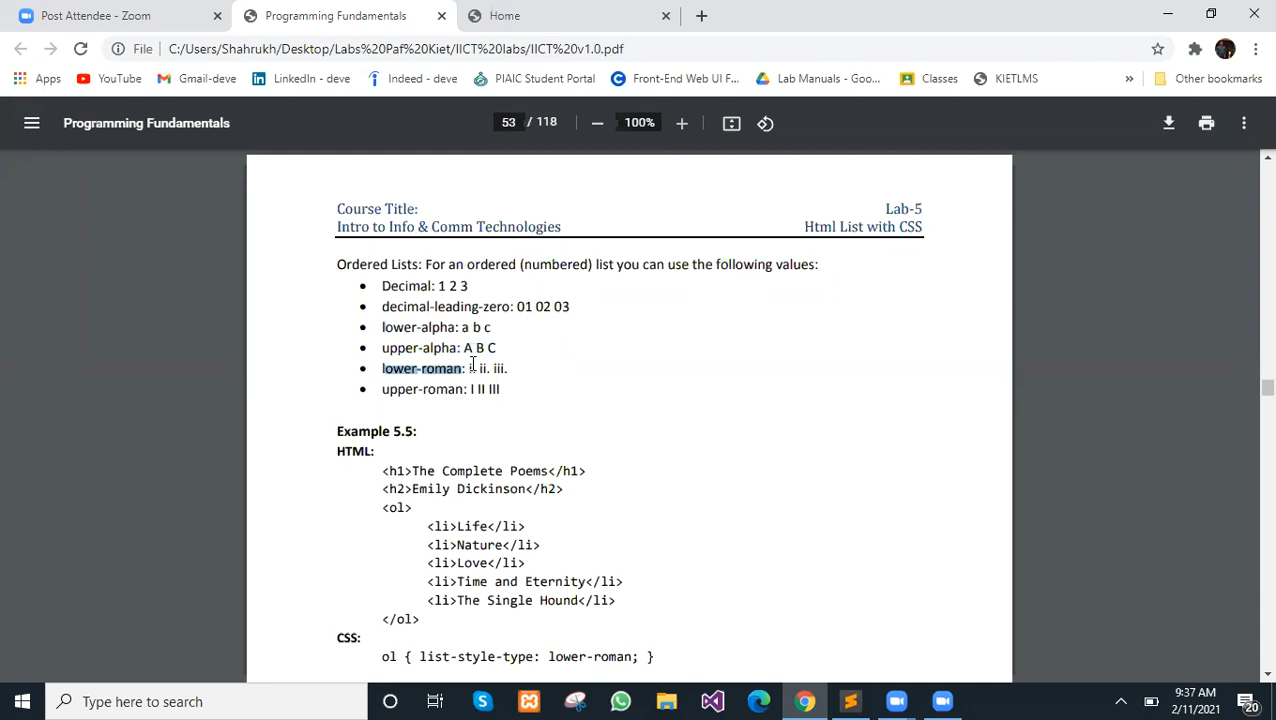 Post Attendee - Zoom
Programming Fundamentals
Home
File
C:/Users/Shahrukh/Desktop/Labs%20Paf%20Kiet/IICT%20labs/IICT%20v1.0.pdf
Apps
YouTube
Gmail-deve
LinkedIn - deve
Indeed - deve
PIAIC Student Portal
Front-End Web UI F...
Lab Manuals - Goo...
Classes
KIETLMS
»
Other bookmarks
Programming Fundamentals
53 / 118
100%
Course Title: Lab-5
Intro to Info & Comm Technologies Html List with CSS
Ordered Lists: For an ordered (numbered) list you can use the following values:
• Decimal: 1 2 3
• decimal-leading-zero: 01 02 03
• lower-alpha: a b c
• upper-alpha: A B C
• lower-roman: i. ii. iii.
• upper-roman: I II III
Example 5.5:
HTML:
<h1>The Complete Poems</h1>
<h2>Emily Dickinson</h2>
<ol>
<li>Life</li>
<li>Nature</li>
<li>Love</li>
<li>Time and Eternity</li>
<li>The Single Hound</li>
</ol>
CSS:
ol { list-style-type: lower-roman; }
Type here to search
9:37 AM
2/11/2021
20